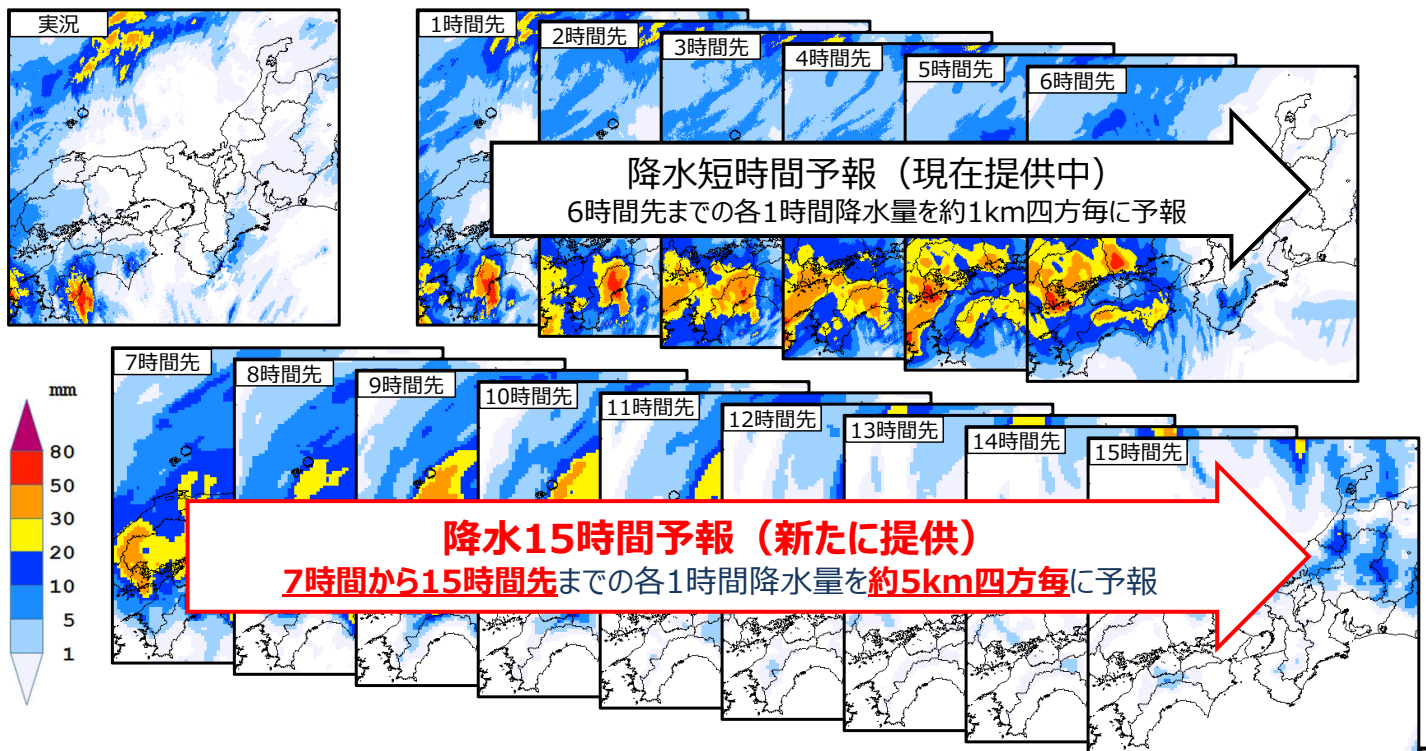 実況
1時間先
2時間先
3時間先
4時間先
5時間先
6時間先
降水短時間予報（現在提供中）
6時間先までの各1時間降水量を約1km四方毎に予報
7時間先
8時間先
9時間先
10時間先
11時間先
12時間先
13時間先
14時間先
15時間先
降水15時間予報（新たに提供）
7時間から15時間先までの各1時間降水量を約5km四方毎に予報
mm
80
50
30
20
10
5
1